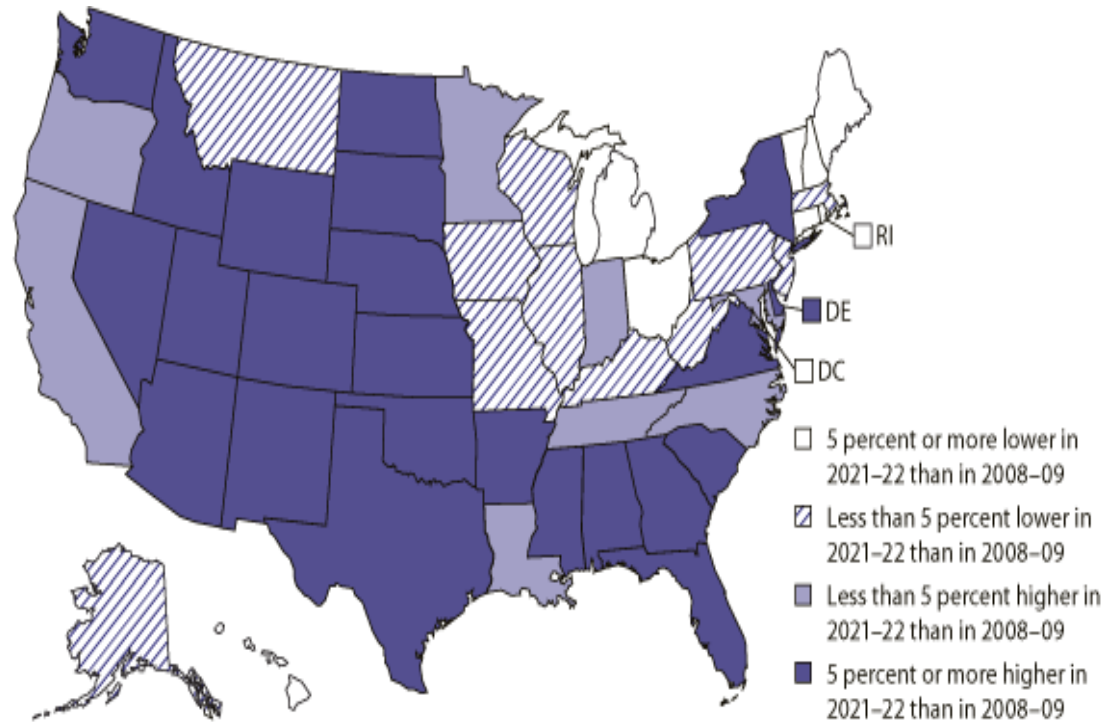 RI
DE
DC
5 percent or more lower in
2021–22 than in 2008–09
Less than 5 percent lower in
2021–22 than in 2008–09
Less than 5 percent higher in
2021–22 than in 2008–09
5 percent or more higher in
2021–22 than in 2008–09